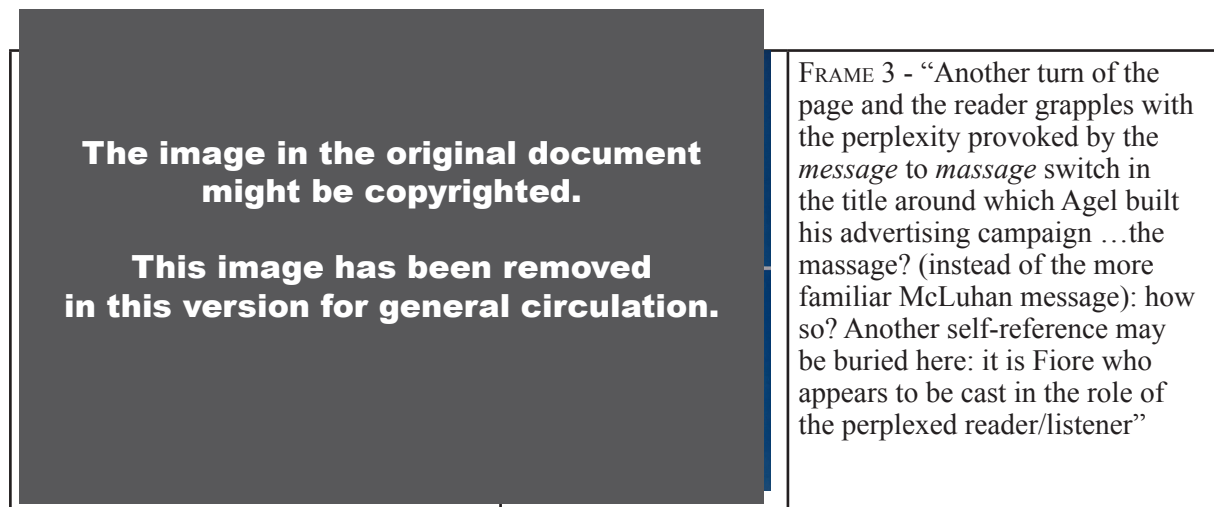 The image in the original document
might be copyrighted.
This image has been removed
in this version for general circulation.
FRAME 3 - “Another turn of the
page and the reader grapples with
the perplexity provoked by the
message to massage switch in
the title around which Agel built
his advertising campaign …the
massage? (instead of the more
familiar McLuhan message): how
so? Another self-reference may
be buried here: it is Fiore who
appears to be cast in the role of
the perplexed reader/listener”